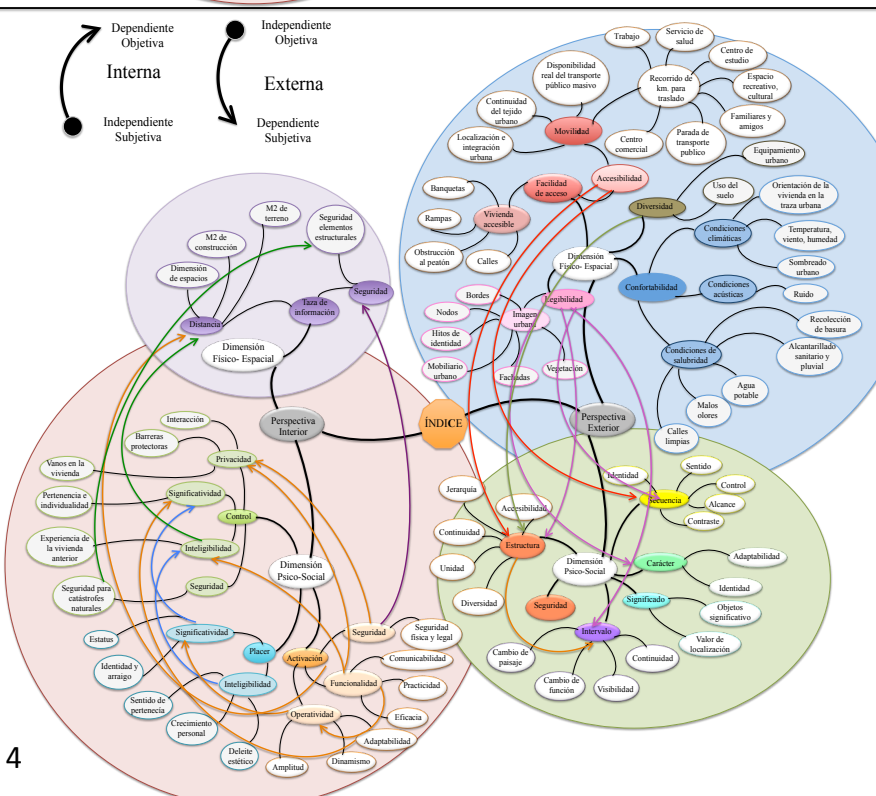 Dependiente
Objetiva
Interna
Independiente
Subjetiva
Independiente
Objetiva
Externa
Dependiente
Subjetiva
Trabajo
Servicio de
salud
Centro de
estudio
Espacio
recreativo,
cultural
Familiares y
amigos
Parada de
transporte
publico
Centro
comercial
Recorrido de
km. para
traslado
Disponibilidad
real del transporte
público masivo
Continuidad
del tejido
urbano
Localización e
integración
urbana
Movilidad
Accesibilidad
Facilidad
de acceso
Vivienda
accesible
Banquetas
Rampas
Obstrucción
al peatón
Calles
Equipamiento
urbano
Uso del
suelo
Diversidad
Orientación de la
vivienda en la
traza urbana
Condiciones
climáticas
Temperatura,
viento, humedad
Sombreado
urbano
Dimensión
Físico- Espacial
Confortabilidad
Condiciones
acústicas
Ruido
Recolección
de basura
Condiciones de
salubridad
Alcantarillado
sanitario y
pluvial
Agua
potable
Malos
olores
Calles
limpias
Legibilidad
Imagen
urbana
Bordes
Nodos
Hitos de
identidad
Mobiliario
urbano
Fachadas
Vegetación
M2 de
terreno
M2 de
construcción
Dimensión
de espacios
Seguridad
elementos
estructurales
Seguridad
Taza de
información
Distancia
Dimensión
Físico- Espacial
Perspectiva
Interior
ÍNDICE
Perspectiva
Exterior
Interacción
Barreras
protectoras
Vanos en la
vivienda
Pertenencia e
individualidad
Experiencia de
la vivienda
anterior
Seguridad para
catástrofes
naturales
Privacidad
Significatividad
Control
Inteligibilidad
Seguridad
Dimensión
Psico-Social
Significatividad
Placer
Inteligibilidad
Estatus
Identidad y
arraigo
Sentido de
pertenecía
Crecimiento
personal
Deleite
estético
Activación
Seguridad
Seguridad
física y legal
Funcionalidad
Comunicabilidad
Practicidad
Eficacia
Operatividad
Adaptabilidad
Dinamismo
Amplitud
Jerarquía
Accesibilidad
Continuidad
Estructura
Unidad
Diversidad
Dimensión
Psico-Social
Seguridad
Identidad
Sentido
Control
Secuencia
Alcance
Contraste
Carácter
Adaptabilidad
Identidad
Significado
Objetos
significativo
Valor de
localización
Intervalo
Cambio de
paisaje
Cambio de
función
Visibilidad
Continuidad
4